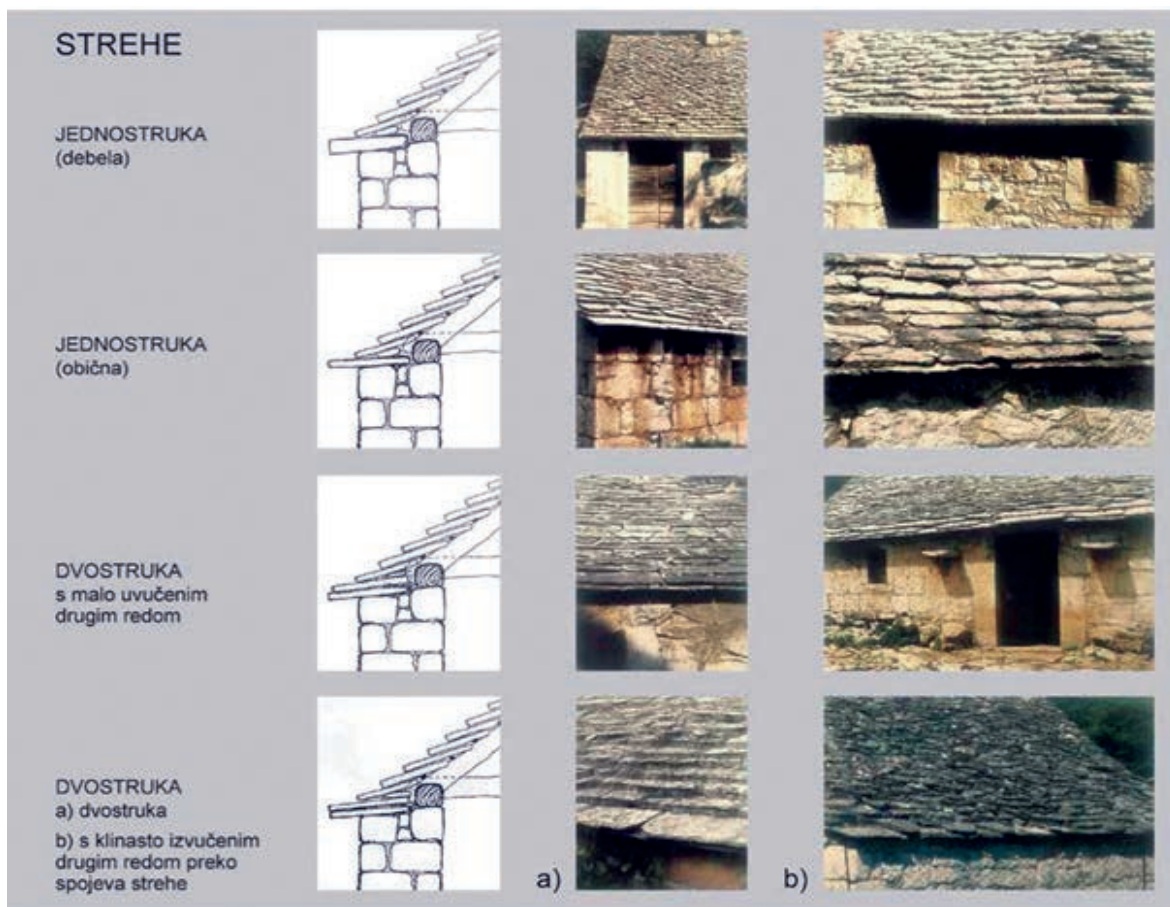 STREHE
JEDNOSTRUKA
(debela)
JEDNOSTRUKA
(obična)
DVOSTRUKA
s malo uvučenim
drugim redom
DVOSTRUKA
a) dvostruka
b) s klinasto izvučenim
drugim redom preko
spojeva strehe
a)
b)